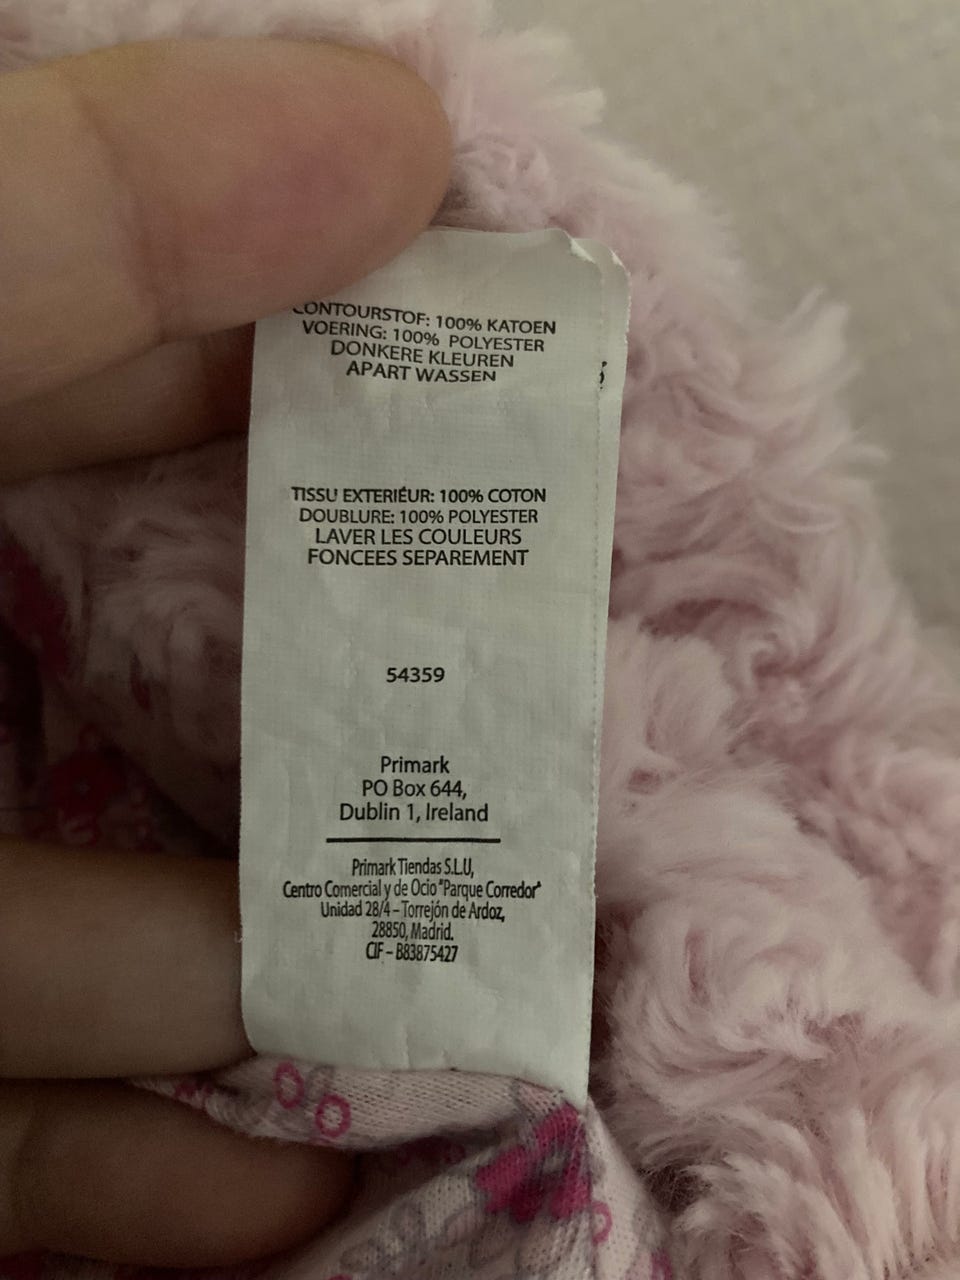 CONTOURSTOF: 100% KATOEN
VOERING: 100% POLYESTER
DONKERE KLEUREN
APART WASSEN
TISSU EXTERIÉUR: 100% COTON
DOUBLURE: 100% POLYESTER
LAVER LES COULEURS
FONCEES SEPAREMENT
54359
Primark
PO Box 644,
Dublin 1, Ireland
Primark Tiendas S.L.U,
Centro Comercial y de Ocio "Parque Corredor"
Unidad 28/4 – Torrejón de Ardoz,
28850, Madrid.
CIF – B83875427